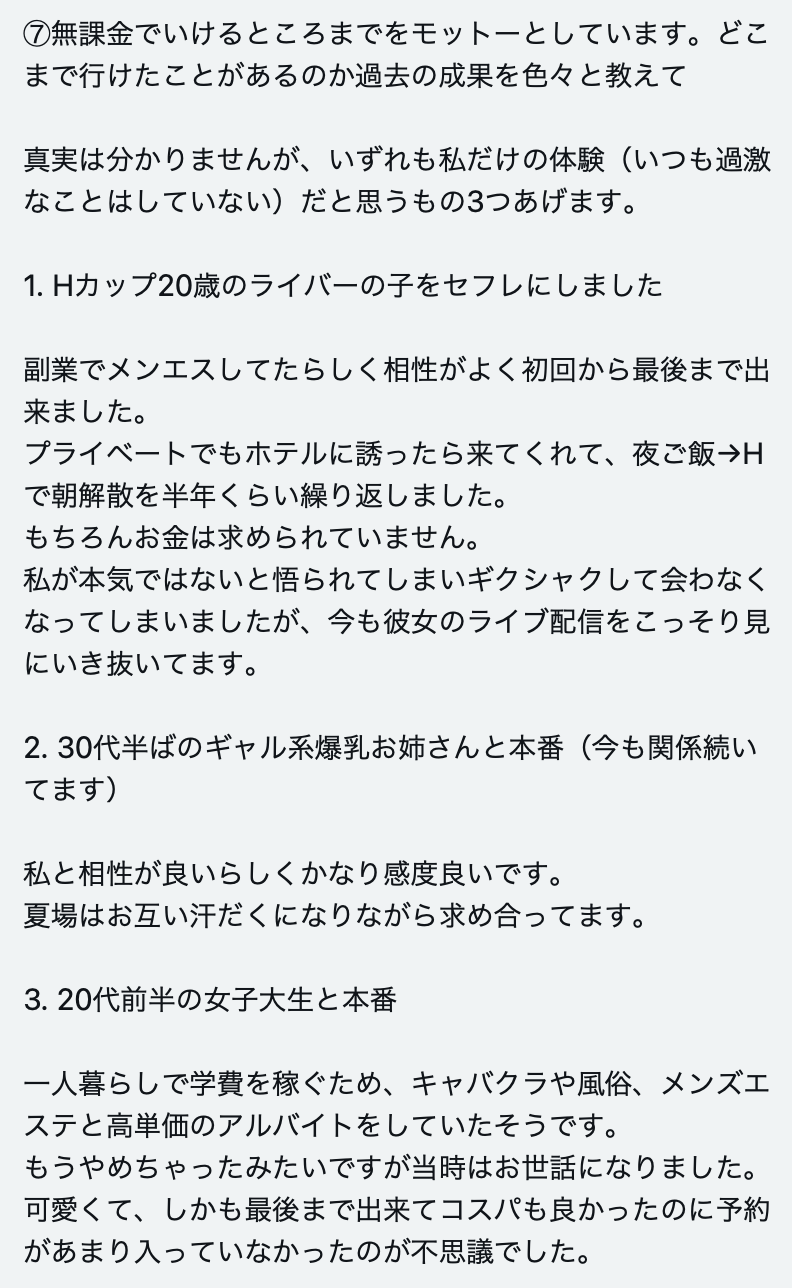 ⑦無課金でいけるところまでをモットーとしています。どこ
まで行けたことがあるのか過去の成果を色々と教えて
真実は分かりませんが、いずれも私だけの体験（いつも過激
なことはしていない）だと思うもの3つあげます。
1. Hカップ20歳のライバーの子をセフレにしました
副業でメンエスしてたらしく相性がよく初回から最後まで出
来ました。
プライベートでもホテルに誘ったら来てくれて、夜ご飯→H
で朝解散を半年くらい繰り返しました。
もちろんお金は求められていません。
私が本気ではないと悟られてしまいギクシャクして会わなく
なってしまいましたが、今も彼女のライブ配信をこっそり見
にいき抜いてます。
2. 30代半ばのギャル系爆乳お姉さんと本番（今も関係続い
てます）
私と相性が良いらしくかなり感度良いです。
夏場はお互い汗だくになりながら求め合ってます。
3. 20代前半の女子大生と本番
一人暮らしで学費を稼ぐため、キャバクラや風俗、メンズエ
ステと高単価のアルバイトをしていたそうです。
もうやめちゃったみたいですが当時はお世話になりました。
可愛くて、しかも最後まで出来てコスパも良かったのに予約
があまり入っていなかったのが不思議でした。